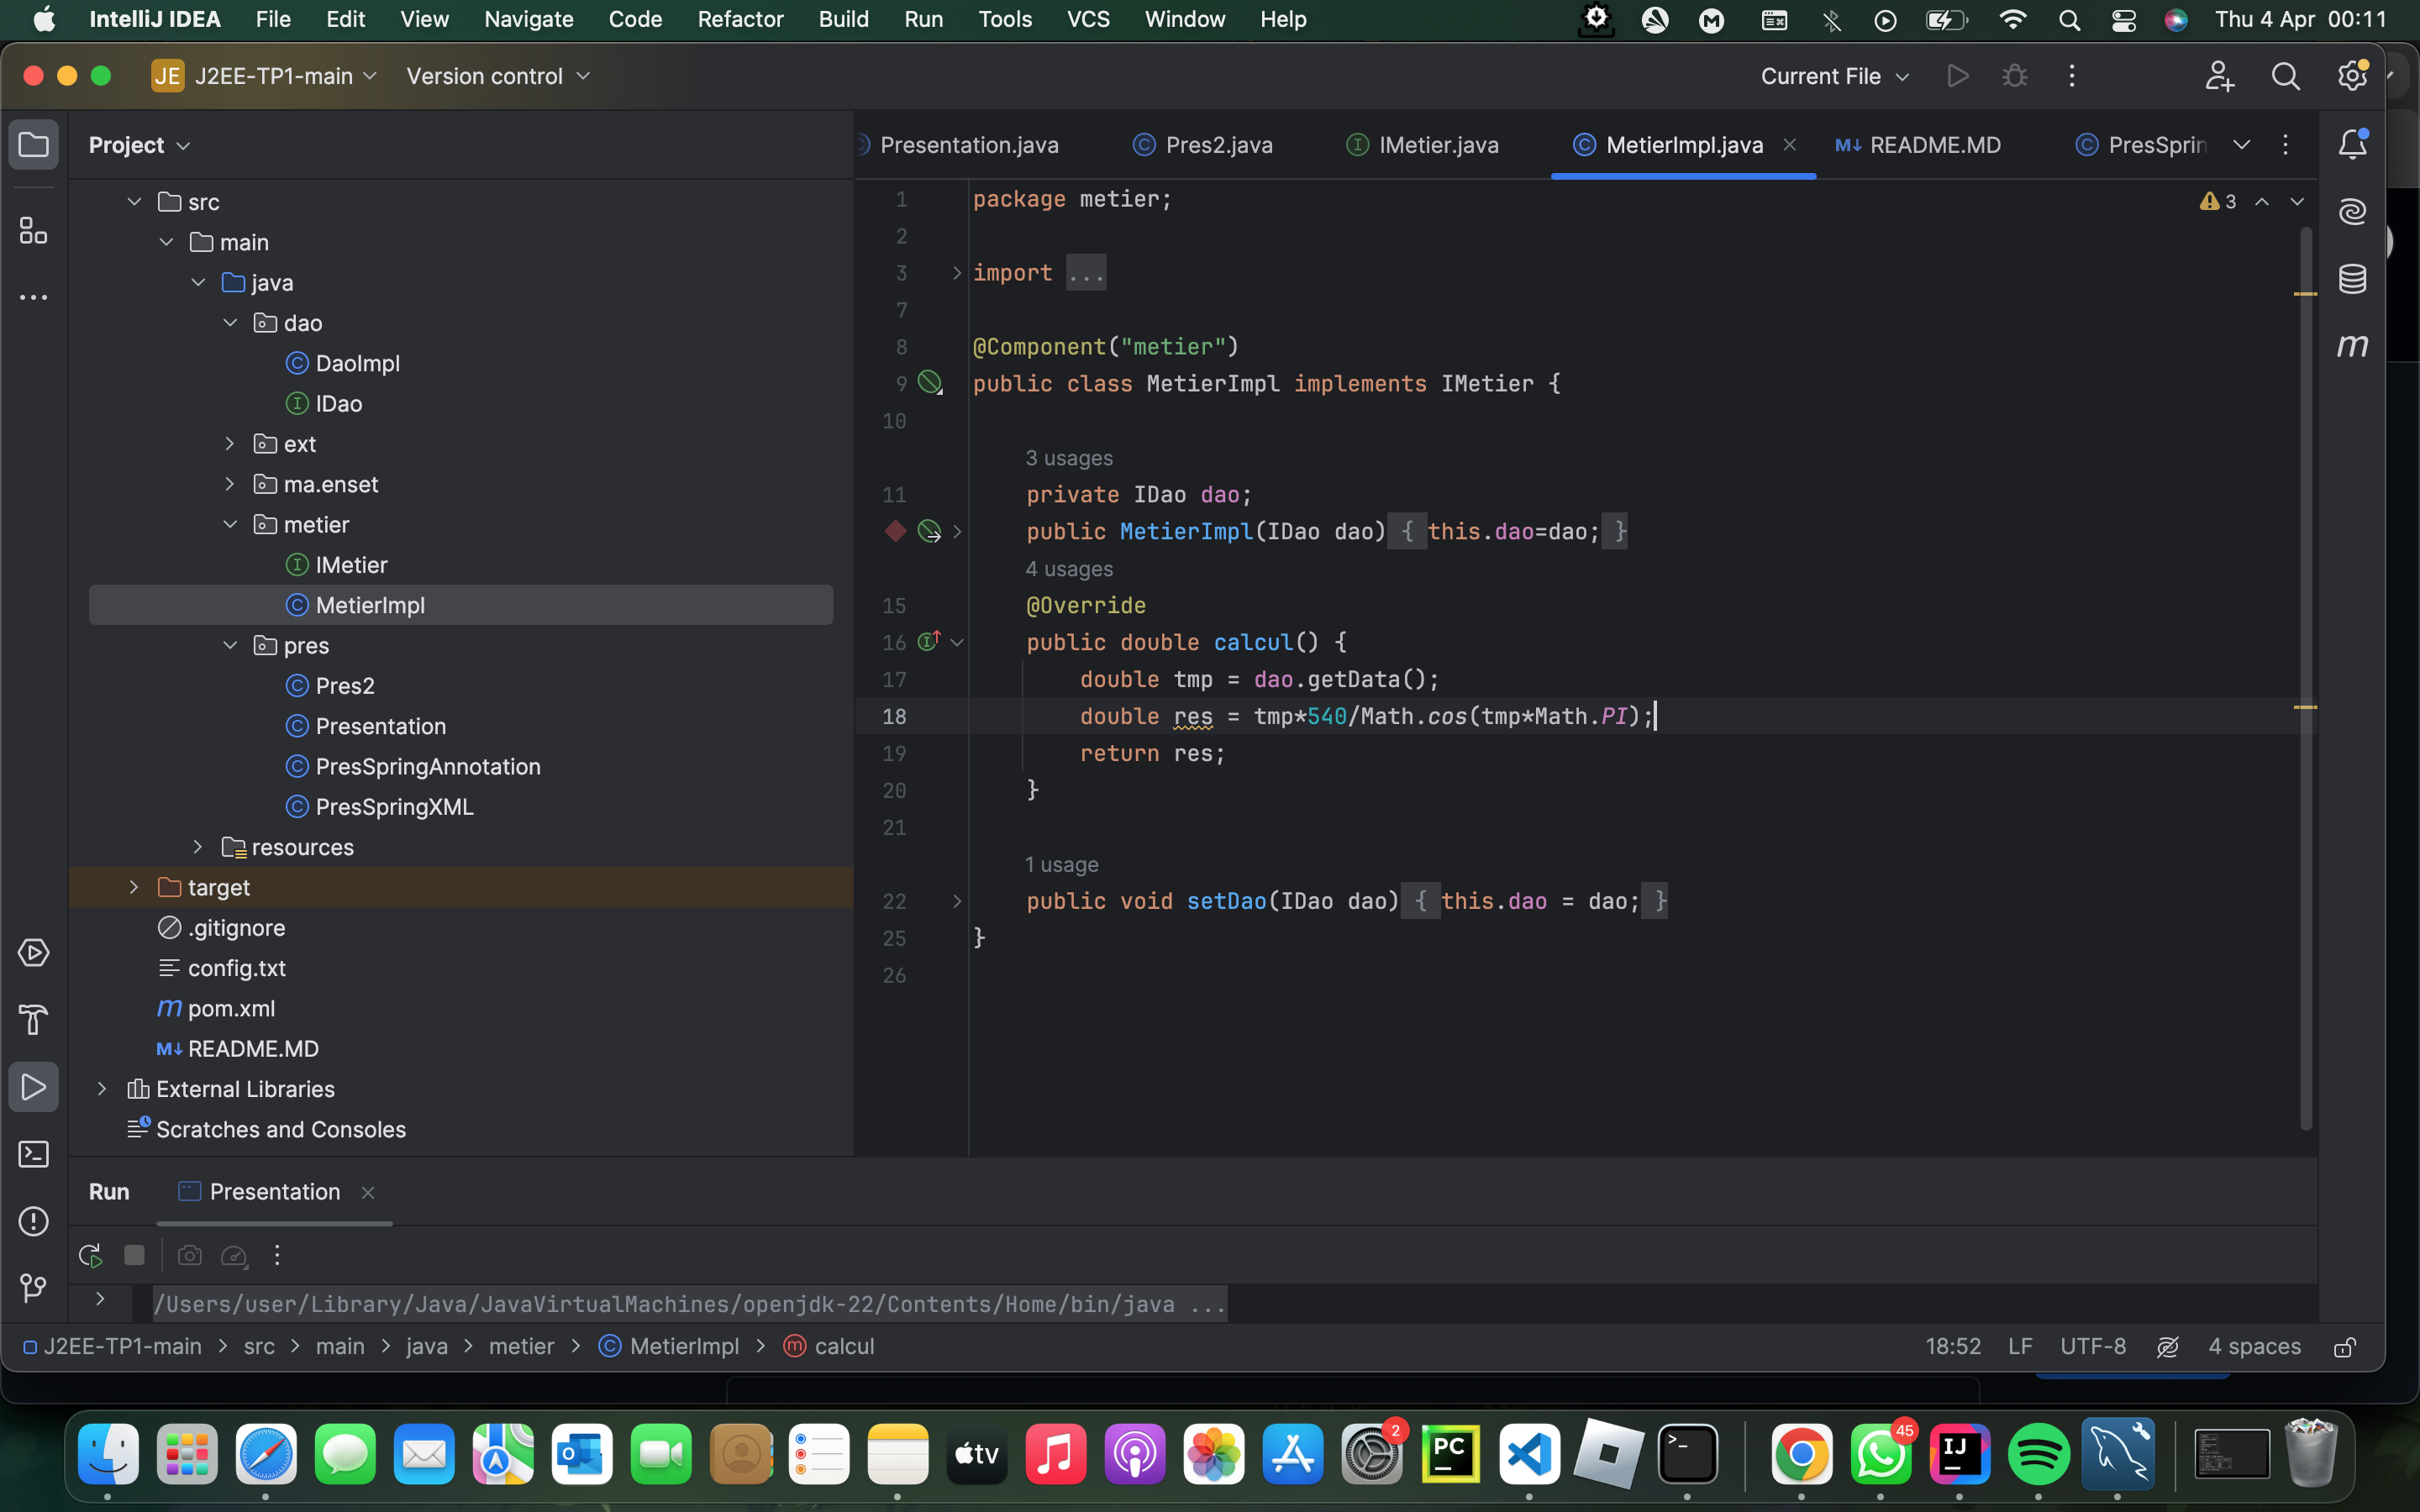 IntelliJ IDEA File Edit View Navigate Code Refactor Build Run Tools VCS Window Help Thu 4 Apr 00:11
JE J2EE-TP1-main Version control Current File
Project
src
main
java
dao
DaoImpl
IDao
ext
ma.enset
metier
IMetier
MetierImpl
pres
Pres2
Presentation
PresSpringAnnotation
PresSpringXML
resources
target
.gitignore
config.txt
pom.xml
README.MD
External Libraries
Scratches and Consoles
Presentation.java Pres2.java IMetier.java MetierImpl.java README.MD PresSprin
3
1 package metier;
2
3 import ...
7
8 @Component("metier")
9 public class MetierImpl implements IMetier {
10
3 usages
11 private IDao dao;
public MetierImpl(IDao dao) { this.dao=dao; }
4 usages
15 @Override
16 public double calcul() {
17 double tmp = dao.getData();
18 double res = tmp*540/Math.cos(tmp*Math.PI);
19 return res;
20 }
21
1 usage
22 public void setDao(IDao dao) { this.dao = dao; }
25 }
26
Run Presentation
/Users/user/Library/Java/JavaVirtualMachines/openjdk-22/Contents/Home/bin/java ...
J2EE-TP1-main > src > main > java > metier > MetierImpl > calcul 18:52 LF UTF-8 4 spaces
tv 2 PC 45 IJ